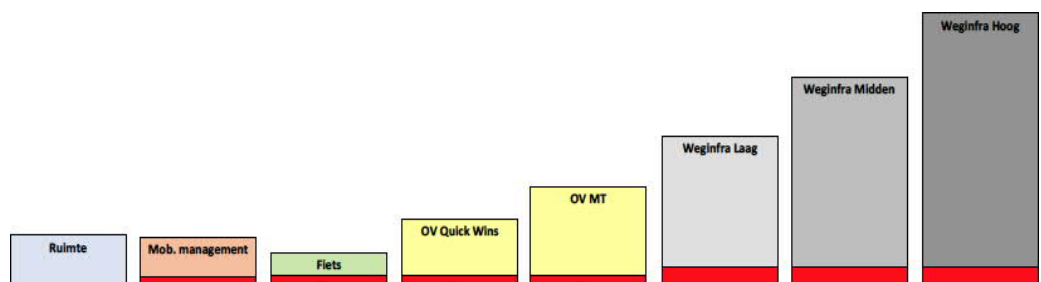 Ruimte
Mob. management
Fiets
OV Quick Wins
OV MT
Weginfra Laag
Weginfra Midden
Weginfra Hoog